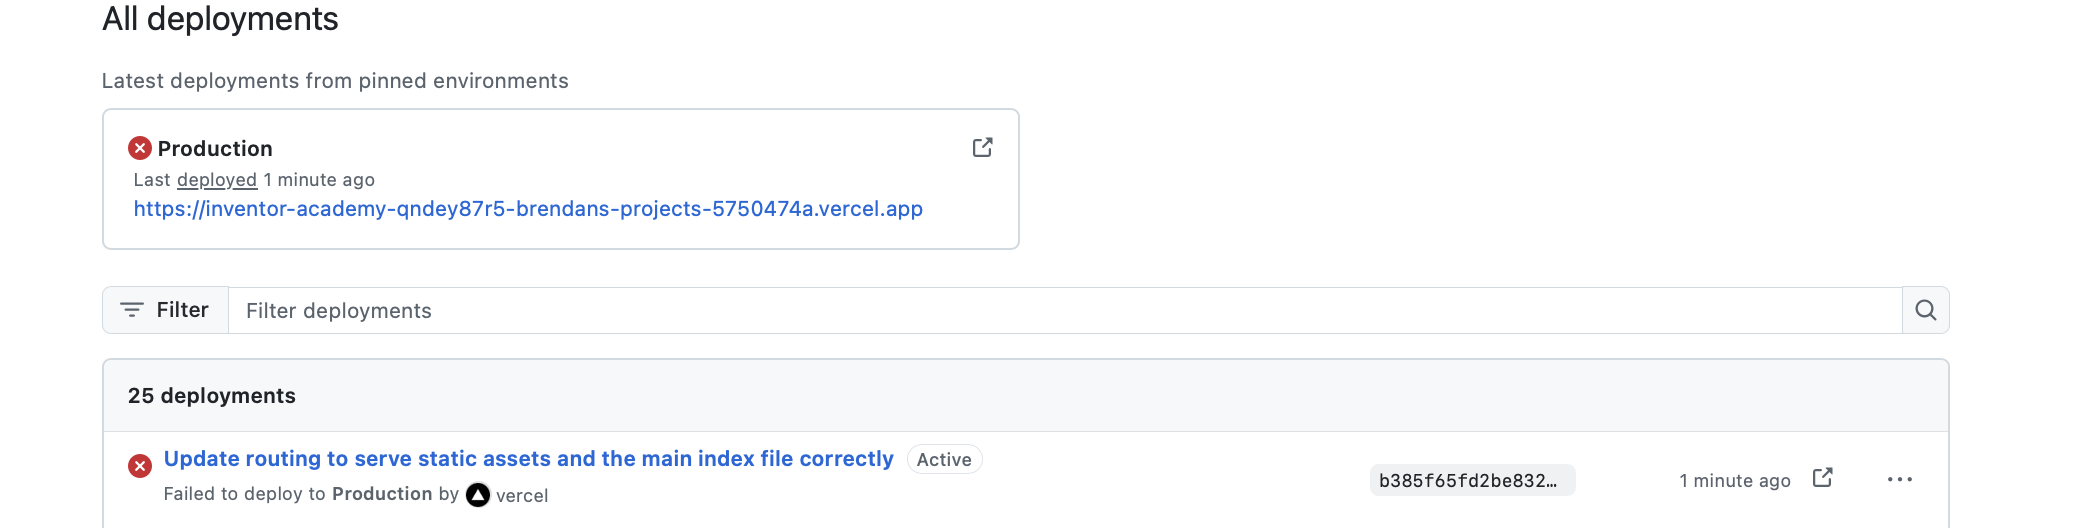 All deployments
Latest deployments from pinned environments
Production
Last deployed 1 minute ago
https://inventor-academy-qndey87r5-brendans-projects-5750474a.vercel.app
Filter
Filter deployments
25 deployments
Update routing to serve static assets and the main index file correctly Active
Failed to deploy to Production by vercel
b385f65fd2be832…
1 minute ago